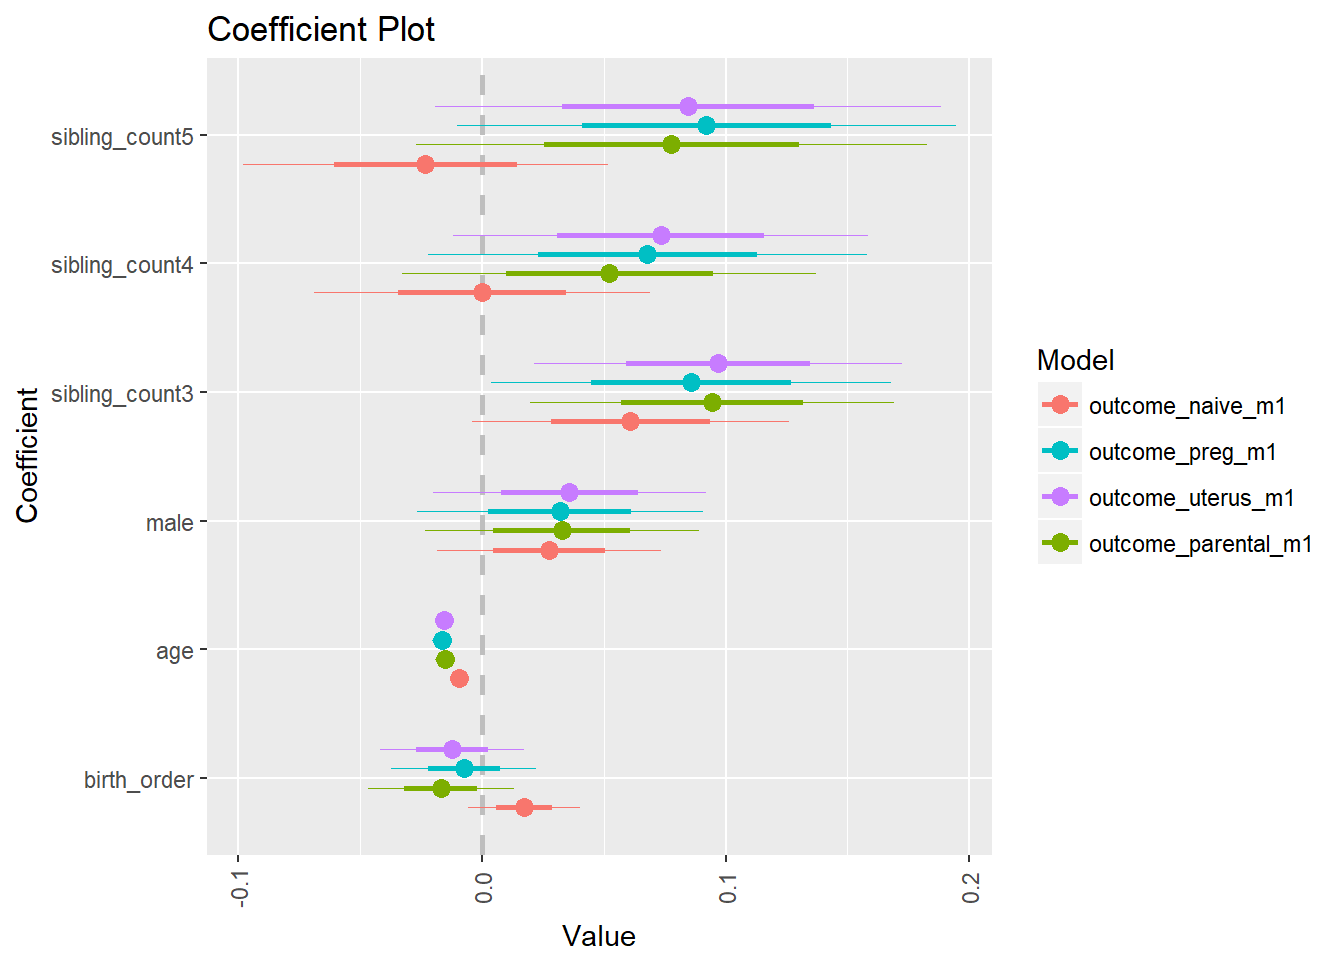 Coefficient Plot
Coefficient
sibling_count5
sibling_count4
sibling_count3
male
age
birth_order
-0.1
0.0
0.1
0.2
Value
Model
outcome_naive_m1
outcome_preg_m1
outcome_uterus_m1
outcome_parental_m1